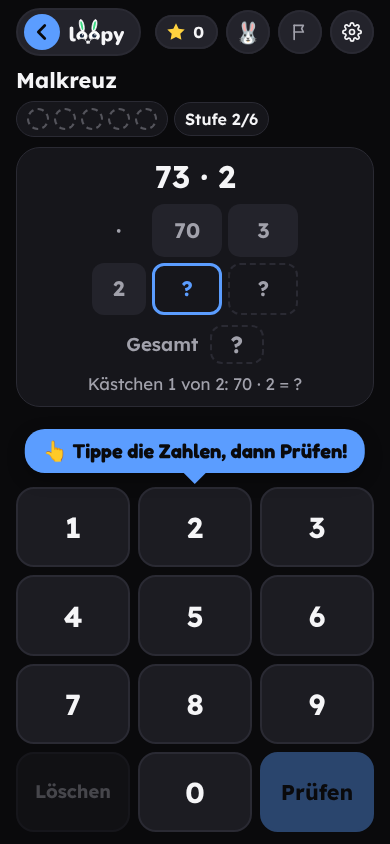 loopy
0
Malkreuz
Stufe 2/6
73 · 2
· 70 3
2 ? ?
Gesamt ?
Kästchen 1 von 2: 70 · 2 = ?
👆 Tippe die Zahlen, dann Prüfen!
1 2 3
4 5 6
7 8 9
Löschen 0 Prüfen